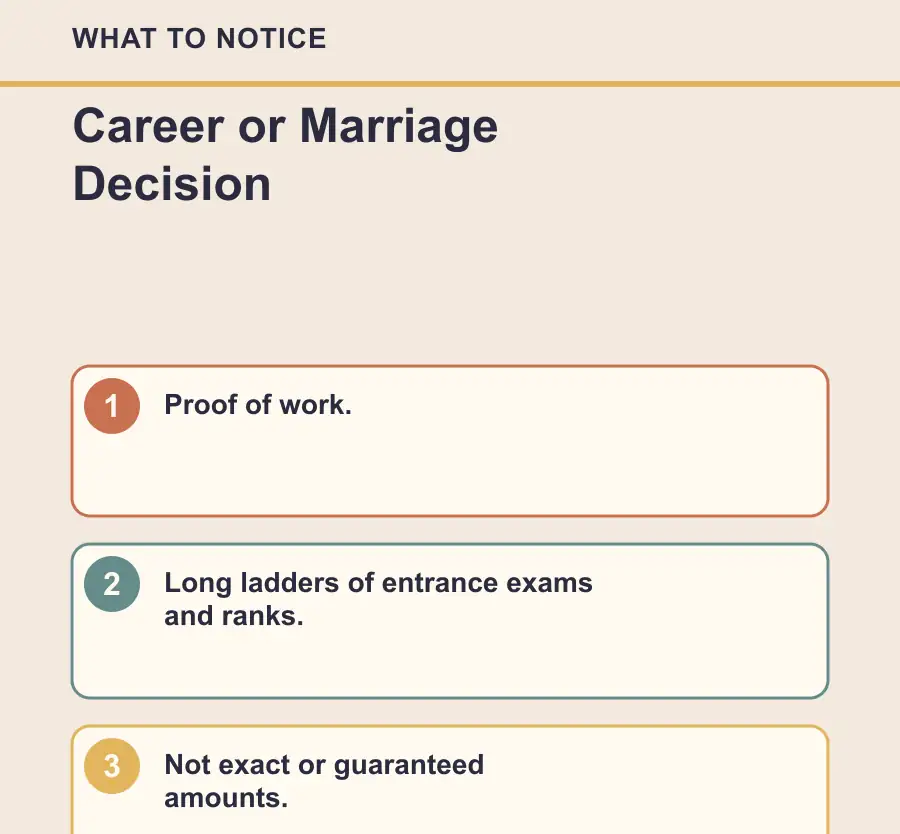 WHAT TO NOTICE
Career or Marriage
Decision
1
Proof of work.
2
Long ladders of entrance exams
and ranks.
3
Not exact or guaranteed
amounts.